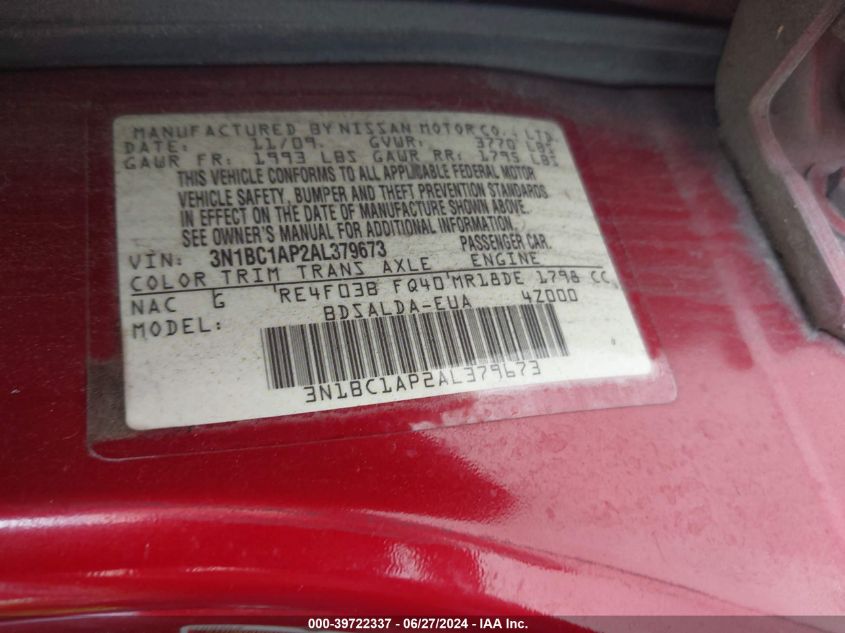 MANUFACTURED BY NISSAN MOTOR CO., LTD.
DATE: 11/09. GVWR: 3770 LBS
GAWR FR: 1993 LBS GAWR RR: 1795 LBS
THIS VEHICLE CONFORMS TO ALL APPLICABLE FEDERAL MOTOR
VEHICLE SAFETY, BUMPER AND THEFT PREVENTION STANDARDS
IN EFFECT ON THE DATE OF MANUFACTURE SHOWN ABOVE.
SEE OWNER'S MANUAL FOR ADDITIONAL INFORMATION.
VIN: 3N1BC1AP2AL379673 PASSENGER CAR.
COLOR TRIM TRANS AXLE ENGINE
NAC G RE4F03B FQ40 MR18DE 1798 CC
MODEL: BDSALDA-EUA 4Z000
3N1BC1AP2AL379673
000-39722337 / 06/27/2024 - IAA Inc.